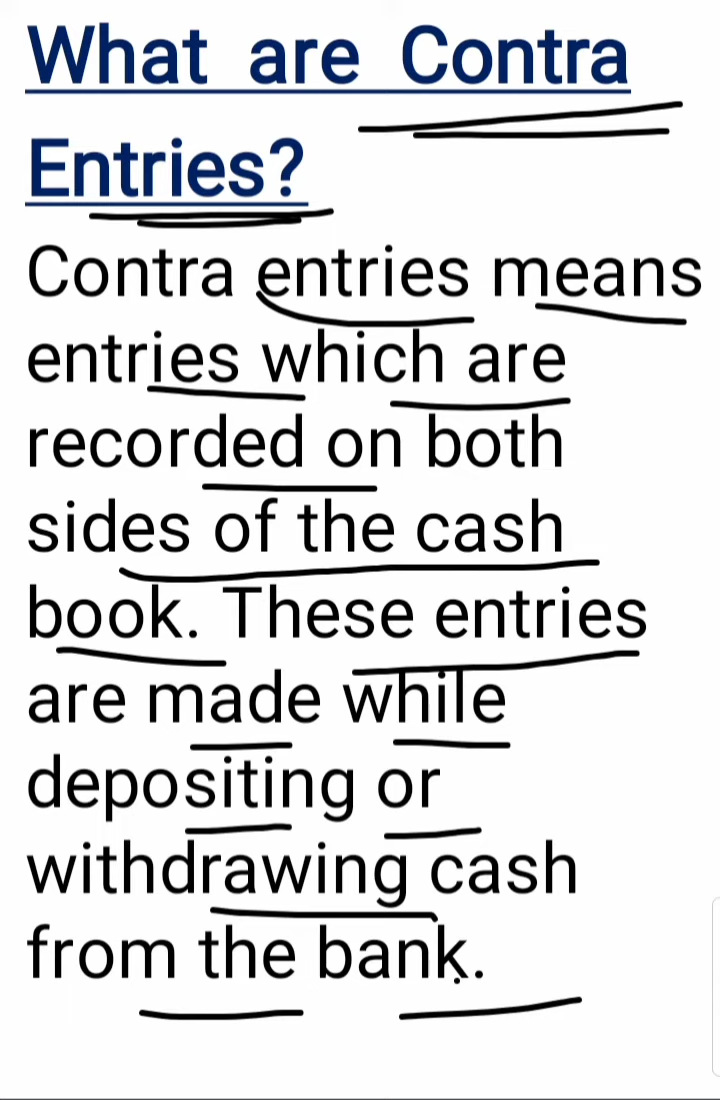 What are Contra
Entries?
Contra entries means
entries which are
recorded on both
sides of the cash
book. These entries
are made while
depositing or
withdrawing cash
from the bank.